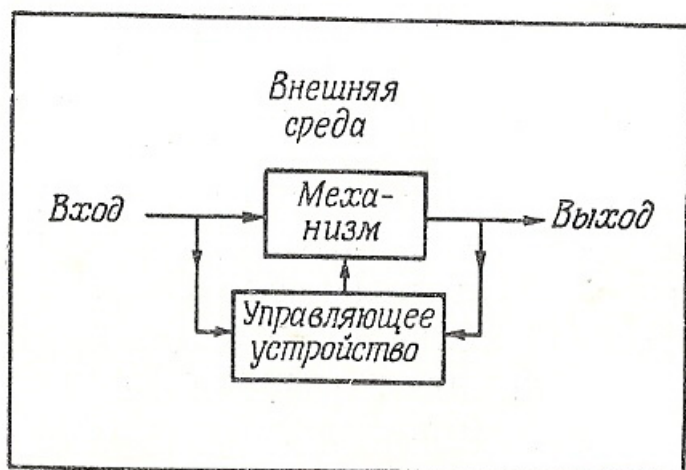 Внешняя
среда
Вход
Меха-
низм
Выход
Управляющее
устройство